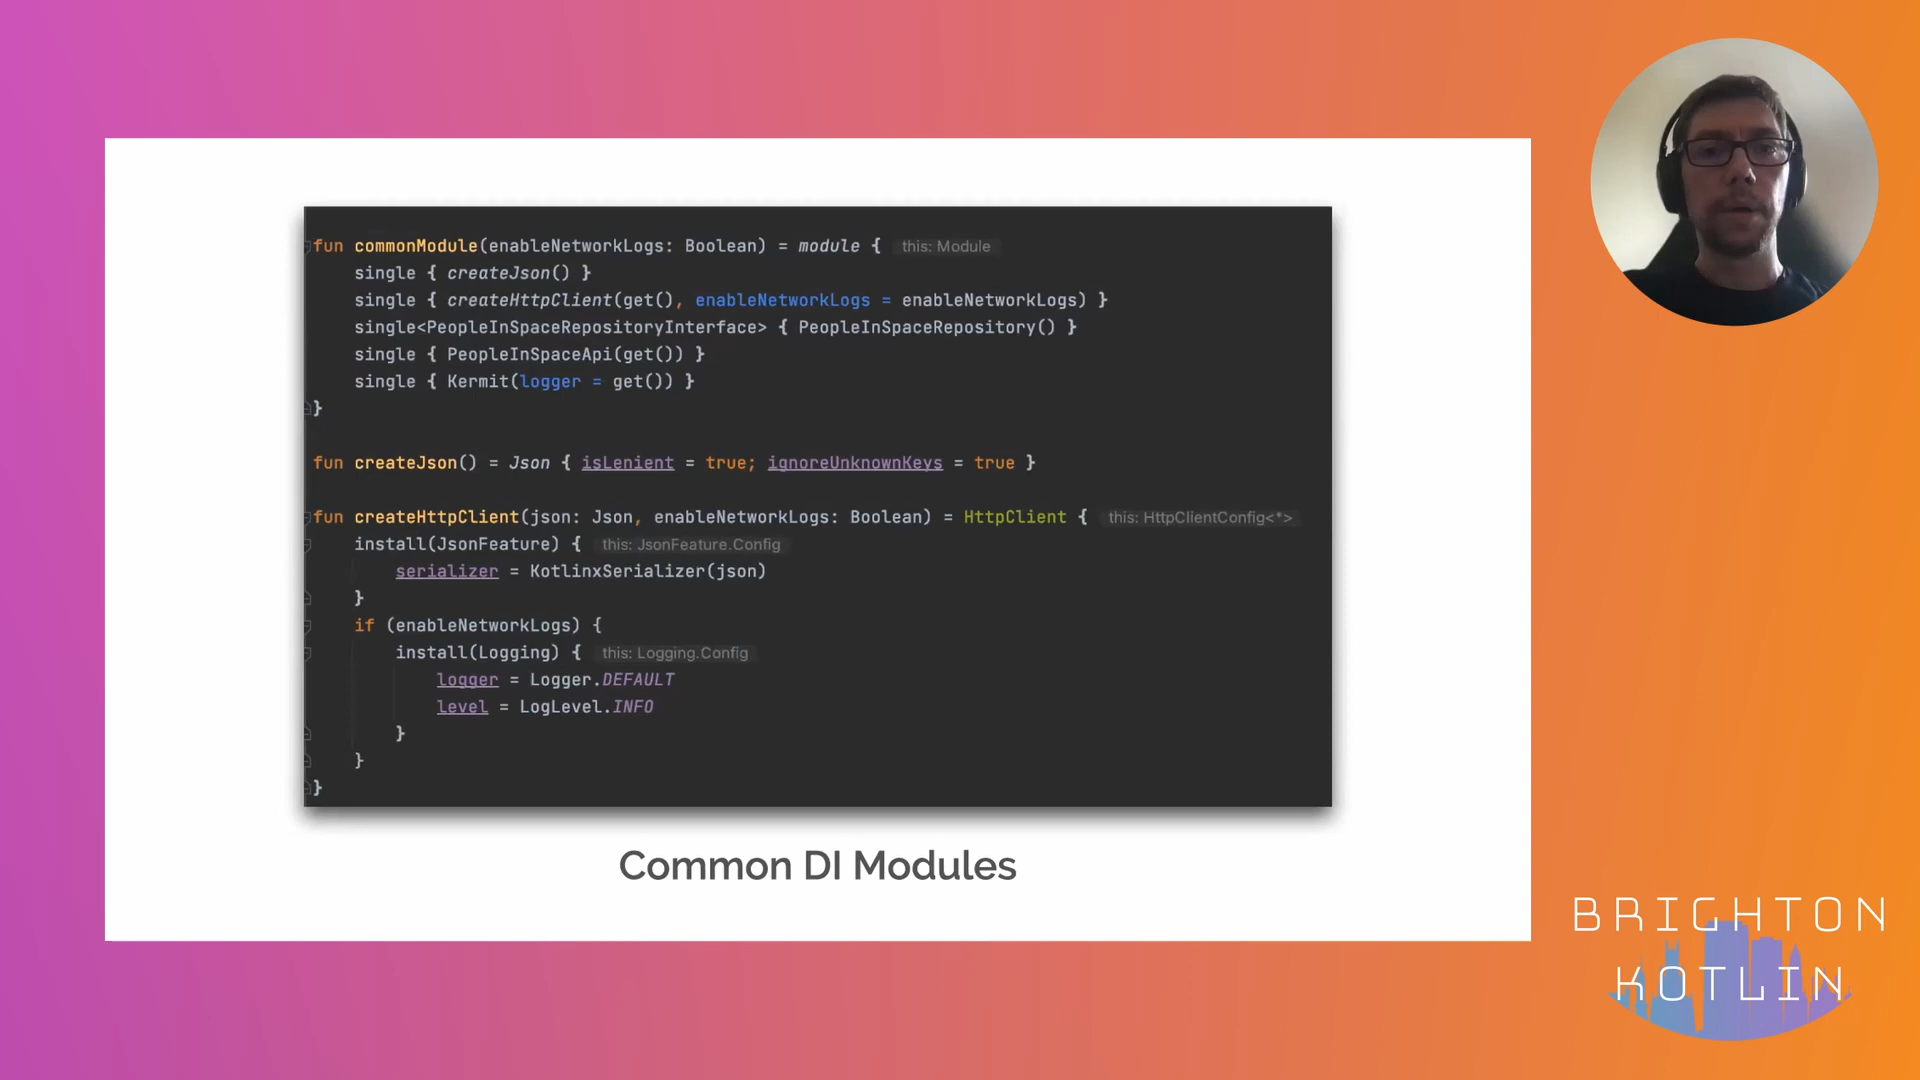 fun commonModule(enableNetworkLogs: Boolean) = module { this: Module
    single { createJson() }
    single { createHttpClient(get(), enableNetworkLogs = enableNetworkLogs) }
    single<PeopleInSpaceRepositoryInterface> { PeopleInSpaceRepository() }
    single { PeopleInSpaceApi(get()) }
    single { Kermit(logger = get()) }
}
fun createJson() = Json { isLenient = true; ignoreUnknownKeys = true }
fun createHttpClient(json: Json, enableNetworkLogs: Boolean) = HttpClient { this: HttpClientConfig<*>
    install(JsonFeature) { this: JsonFeature.Config
        serializer = KotlinxSerializer(json)
    }
    if (enableNetworkLogs) {
        install(Logging) { this: Logging.Config
            logger = Logger.DEFAULT
            level = LogLevel.INFO
        }
    }
}
Common DI Modules
BRIGHTON
KOTLIN